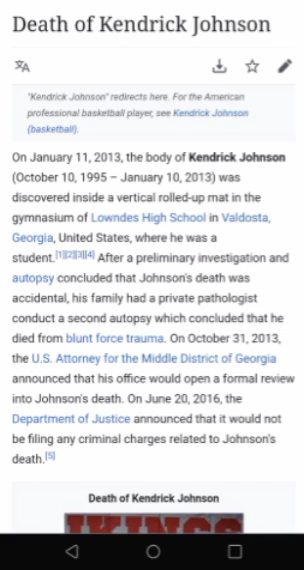 Death of Kendrick Johnson
"Kendrick Johnson" redirects here. For the American
professional basketball player, see Kendrick Johnson
(basketball).
On January 11, 2013, the body of Kendrick Johnson
(October 10, 1995 – January 10, 2013) was
discovered inside a vertical rolled-up mat in the
gymnasium of Lowndes High School in Valdosta,
Georgia, United States, where he was a
student.[1][2][3][4] After a preliminary investigation and
autopsy concluded that Johnson's death was
accidental, his family had a private pathologist
conduct a second autopsy which concluded that he
died from blunt force trauma. On October 31, 2013,
the U.S. Attorney for the Middle District of Georgia
announced that his office would open a formal review
into Johnson's death. On June 20, 2016, the
Department of Justice announced that it would not
be filing any criminal charges related to Johnson's
death.[5]
Death of Kendrick Johnson